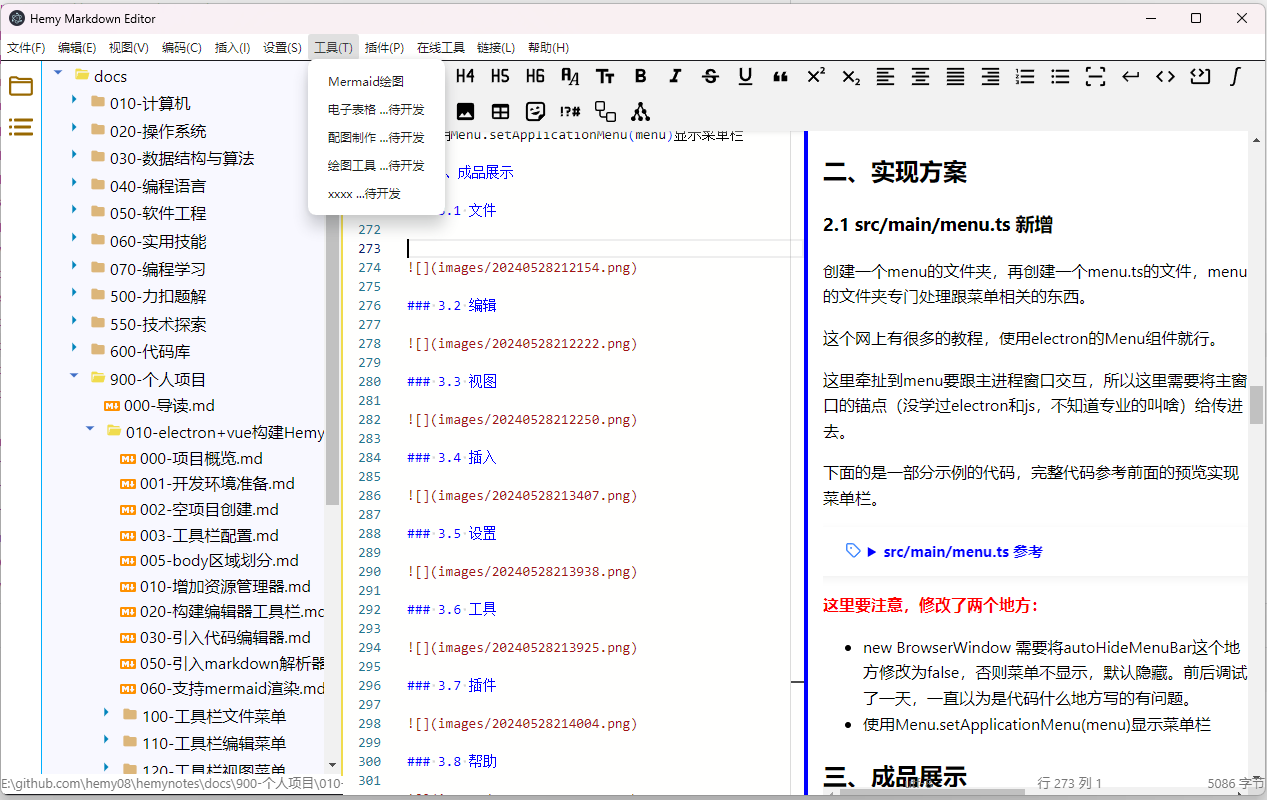 Hemy Markdown Editor
文件(F) 编辑(E) 视图(V) 编码(C) 插入(I) 设置(S) 工具(T) 插件(P) 在线工具 链接(L) 帮助(H)
Mermaid绘图
电子表格 ...待开发
配图制作 ...待开发
绘图工具 ...待开发
xxxx ...待开发
H4 H5 H6
docs
010-计算机
020-操作系统
030-数据结构与算法
040-编程语言
050-软件工程
060-实用技能
070-编程学习
500-力扣题解
550-技术探索
600-代码库
900-个人项目
000-导读.md
010-electron+vue构建Hemy
000-项目概览.md
001-开发环境准备.md
002-空项目创建.md
003-工具栏配置.md
005-body区域划分.md
010-增加资源管理器.md
020-构建编辑器工具栏.mc
030-引入代码编辑器.md
050-引入markdown解析器
060-支持mermaid渲染.md
100-工具栏文件菜单
110-工具栏编辑菜单
120-工具栏视图菜单
Menu.setApplicationMenu(menu)显示菜单栏
、成品展示
3.1 文件
272
273
274 ![](images/20240528212154.png)
275
276 ### 3.2 编辑
277
278 ![](images/20240528212222.png)
279
280 ### 3.3 视图
281
282 ![](images/20240528212250.png)
283
284 ### 3.4 插入
285
286 ![](images/20240528213407.png)
287
288 ### 3.5 设置
289
290 ![](images/20240528213938.png)
291
292 ### 3.6 工具
293
294 ![](images/20240528213925.png)
295
296 ### 3.7 插件
297
298 ![](images/20240528214004.png)
299
300 ### 3.8 帮助
301
二、实现方案
2.1 src/main/menu.ts 新增
创建一个menu的文件夹，再创建一个menu.ts的文件，menu
的文件夹专门处理跟菜单相关的东西。
这个网上有很多的教程，使用electron的Menu组件就行。
这里牵扯到menu要跟主进程窗口交互，所以这里需要将主窗
口的锚点（没学过electron和js，不知道专业的叫啥）给传进
去。
下面的是一部分示例的代码，完整代码参考前面的预览实现
菜单栏。
src/main/menu.ts 参考
这里要注意，修改了两个地方：
new BrowserWindow 需要将autoHideMenuBar这个地
方修改为false，否则菜单不显示，默认隐藏。前后调试
了一天，一直以为是代码什么地方写的有问题。
使用Menu.setApplicationMenu(menu)显示菜单栏
三、成品展示
E:\github.com\hemy08\hemynotes\docs\900-个人项目\010-
行 273 列 1
5086 字节